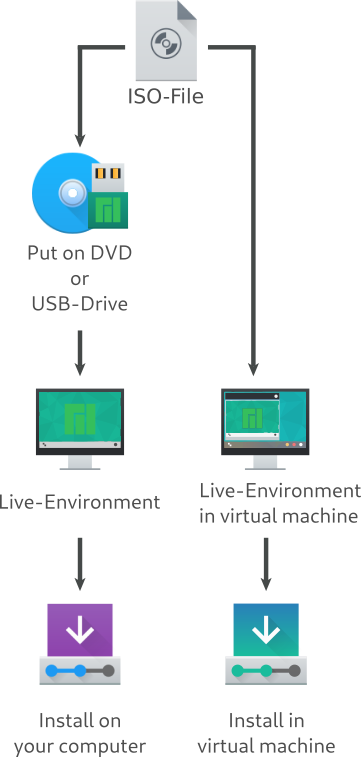 ISO-File
Put on DVD
or
USB-Drive
Live-Environment
Live-Environment
in virtual machine
Install on
your computer
Install in
virtual machine